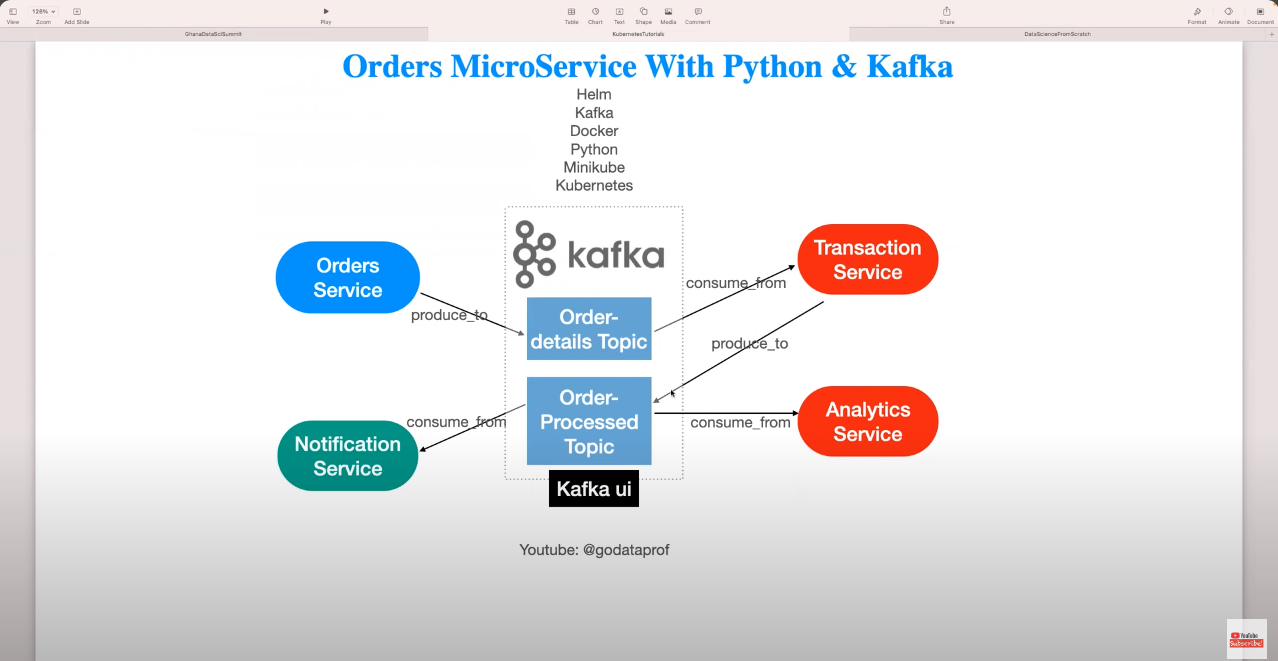 126%
View
Zoom
Add Slide
Play
Table
Chart
Text
Shape
Media
Comment
Share
Format
Animate
Document
GhanaDataSciSummit
KubernetesTutorials
DataScienceFromScratch
Orders MicroService With Python & Kafka
Helm
Kafka
Docker
Python
Minikube
Kubernetes
kafka
Orders
Service
produce_to
Order-
details Topic
consume_from
Transaction
Service
produce_to
Order-
Processed
Topic
consume_from
Notification
Service
consume_from
Analytics
Service
Kafka ui
Youtube: @godataprof
YouTube
Subscribe!